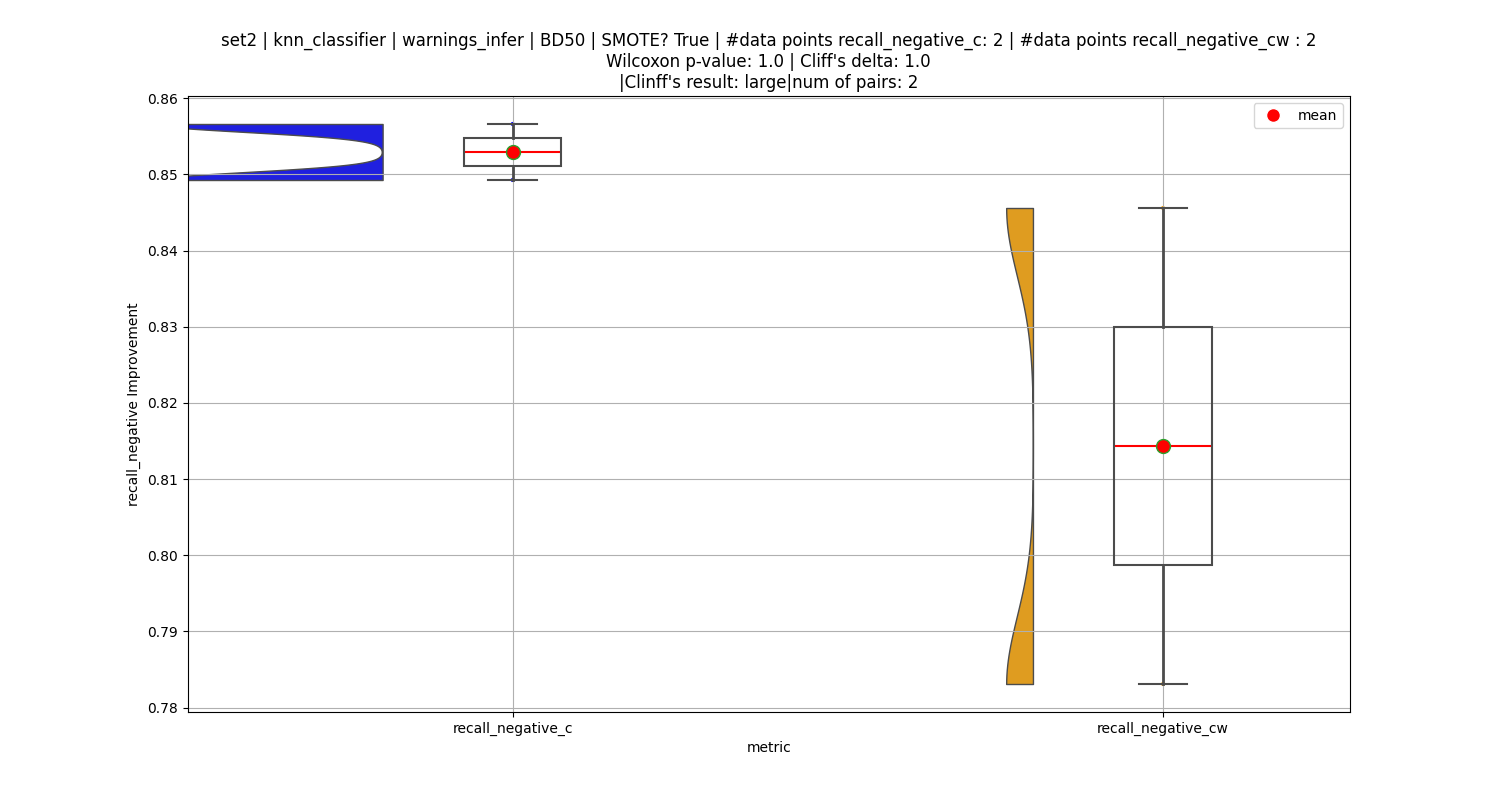 set2 | knn_classifier | warnings_infer | BD50 | SMOTE? True | #data points recall_negative_c: 2 | #data points recall_negative_cw : 2
Wilcoxon p-value: 1.0 | Cliff's delta: 1.0
|Clinff's result: large|num of pairs: 2
0.86
0.85
0.84
0.83
0.82
0.81
0.80
0.79
0.78
recall_negative Improvement
mean
recall_negative_c
recall_negative_cw
metric